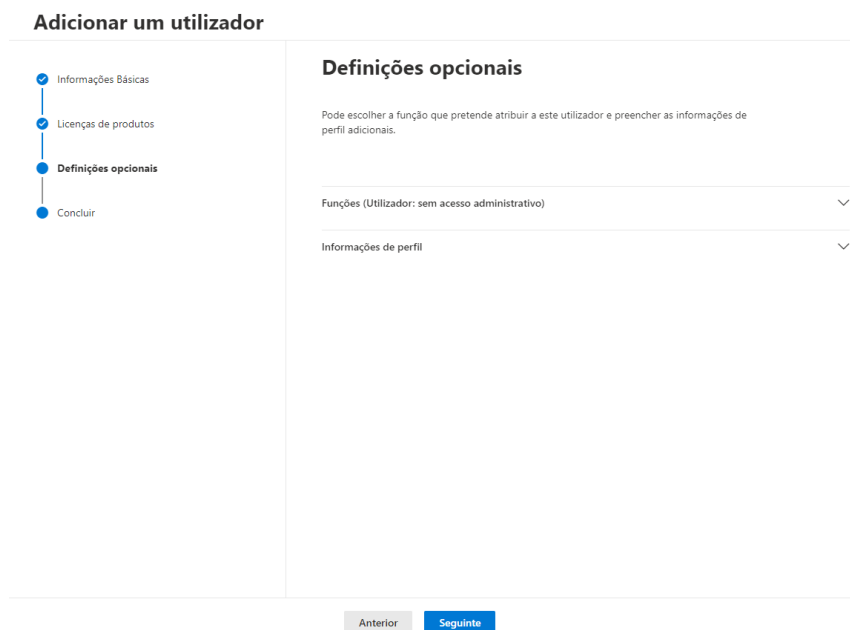 Adicionar um utilizador
Informações Básicas
Licenças de produtos
Definições opcionais
Concluir
Definições opcionais
Pode escolher a função que pretende atribuir a este utilizador e preencher as informações de
perfil adicionais.
Funções (Utilizador: sem acesso administrativo)
Informações de perfil
Anterior
Seguinte